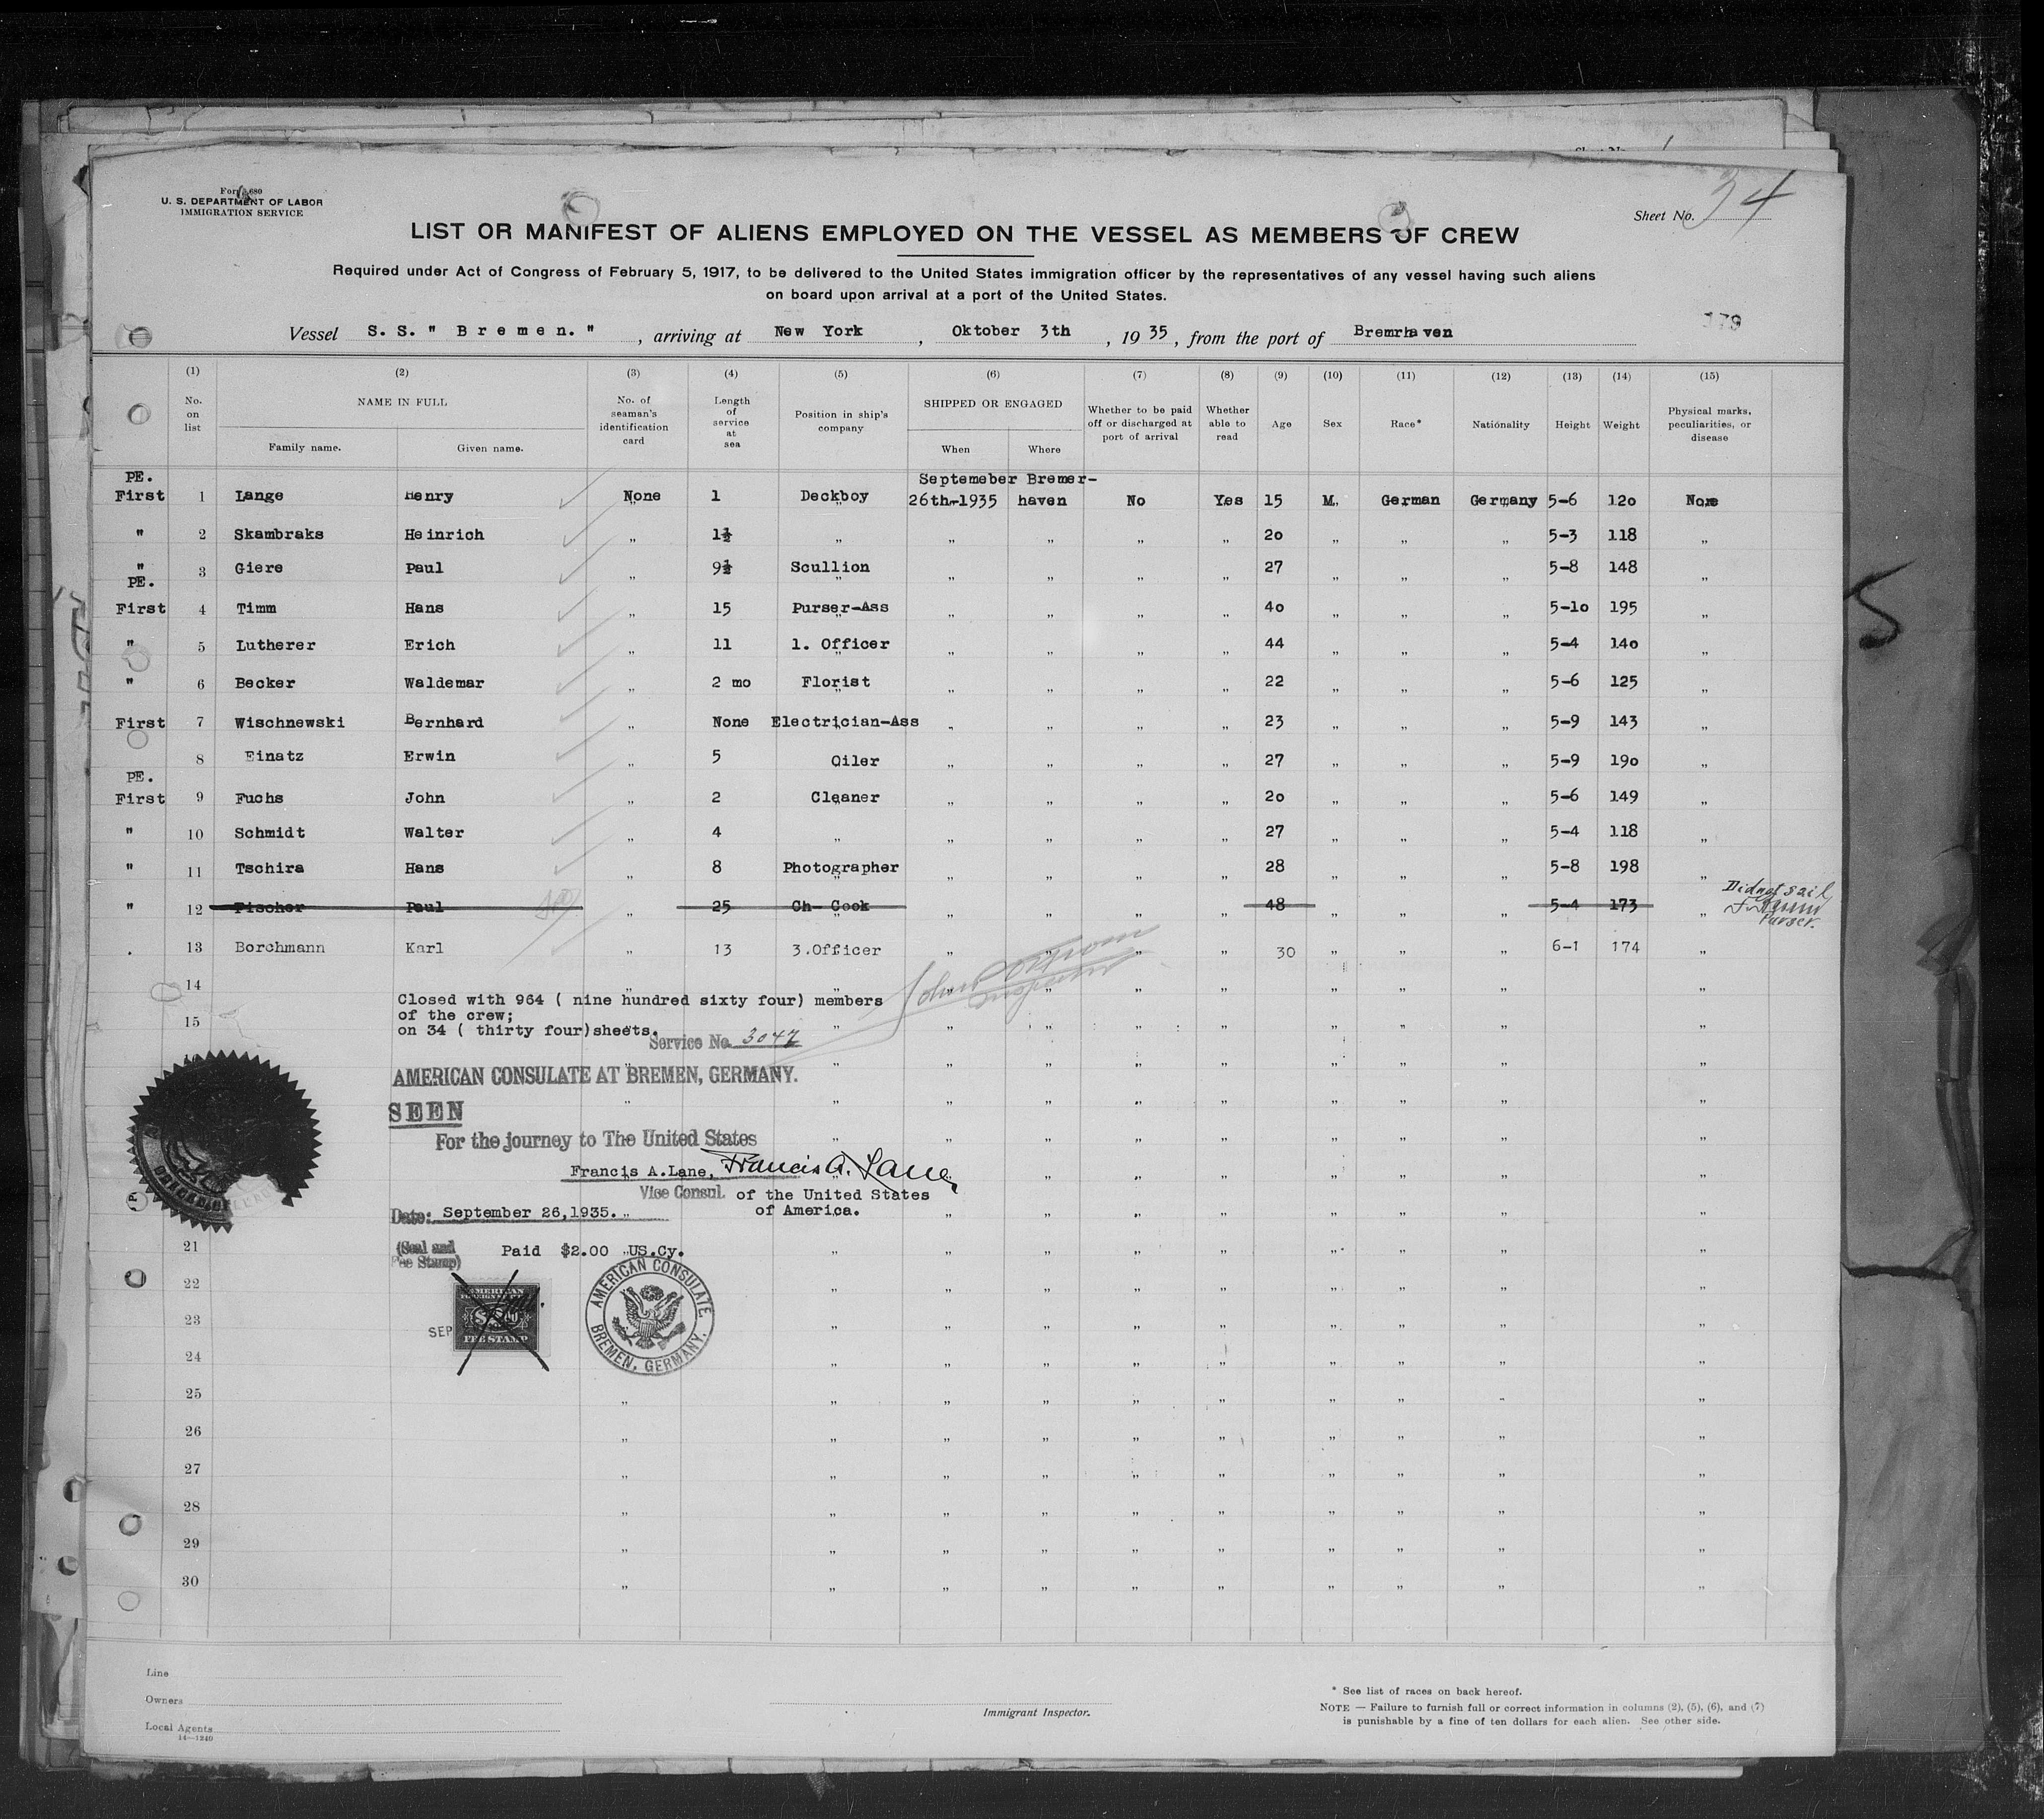 U. S. DEPARTMENT OF LABOR
IMMIGRATION SERVICE
Sheet No. 34
LIST OR MANIFEST OF ALIENS EMPLOYED ON THE VESSEL AS MEMBERS OF CREW
Required under Act of Congress of February 5, 1917, to be delivered to the United States immigration officer by the representatives of any vessel having such aliens
on board upon arrival at a port of the United States.
Vessel S. S. " B r e m e n. " , arriving at New York , Oktober 3th , 19 35 , from the port of Bremrhaven
179
(1) (2) (3) (4) (5) (6) (7) (8) (9) (10) (11) (12) (13) (14) (15)
No. on list NAME IN FULL Family name. Given name. No. of seaman's identification card Length of service at sea Position in ship's company SHIPPED OR ENGAGED When Where Whether to be paid off or discharged at port of arrival Whether able to read Age Sex Race* Nationality Height Weight Physical marks, peculiarities, or disease
PE. Septemeber Bremer-
First 1 Lange Henry None 1 Deckboy 26th-1935 haven No Yes 15 M. German Germany 5-6 120 None
" 2 Skambraks Heinrich " 1½ " " " " " 20 " " " 5-3 118 "
" 3 Giere Paul " 9½ Scullion " " " " 27 " " " 5-8 148 "
PE.
First 4 Timm Hans " 15 Purser-Ass " " " " 40 " " " 5-10 195 "
" 5 Lutherer Erich " 11 1. Officer " " " " 44 " " " 5-4 140 "
" 6 Becker Waldemar " 2 mo Florist " " " " 22 " " " 5-6 125 "
First 7 Wischnewski Bernhard " None Electrician-Ass " " " " 23 " " " 5-9 143 "
8 Einatz Erwin " 5 Oiler " " " " 27 " " " 5-9 190 "
PE.
First 9 Fuchs John " 2 Cleaner " " " " 20 " " " 5-6 149 "
" 10 Schmidt Walter " 4 " " " " " 27 " " " 5-4 118 "
" 11 Tschira Hans " 8 Photographer " " " " 28 " " " 5-8 198 "
" 12 Fischer Paul " 25 Ch- Cook " " " " 48 " " " 5-4 173 " Did not sail
Purser.
. 13 Borchmann Karl " 13 3.Officer " " " " 30 " " " 6-1 174 "
14
Closed with 964 ( nine hundred sixty four) members
of the crew;
15
on 34 ( thirty four)sheets.
Inspector
Service No. 3047
AMERICAN CONSULATE AT BREMEN, GERMANY.
SEEN
For the journey to The United States
Francis A.Lane, Francis A. Lane
Vice Consul. of the United States
of America.
Date: September 26,1935.
(Seal and
Fee Stamp)
Paid $2.00 US.Cy.
21
22
23
24
25
26
27
28
29
30
SEP
AMERICAN
FEE STAMP
AMERICAN CONSULATE
BREMEN, GERMANY.
Line
Owners
Local Agents
14—1240
Immigrant Inspector.
* See list of races on back hereof.
NOTE — Failure to furnish full or correct information in columns (2), (5), (6), and (7)
is punishable by a fine of ten dollars for each alien. See other side.